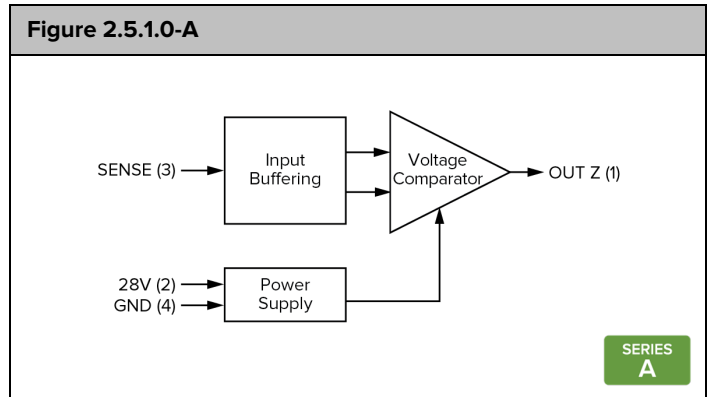 Figure 2.5.1.0-A
SENSE (3)
Input
Buffering
Voltage
Comparator
OUT Z (1)
28V (2)
GND (4)
Power
Supply
SERIES
A